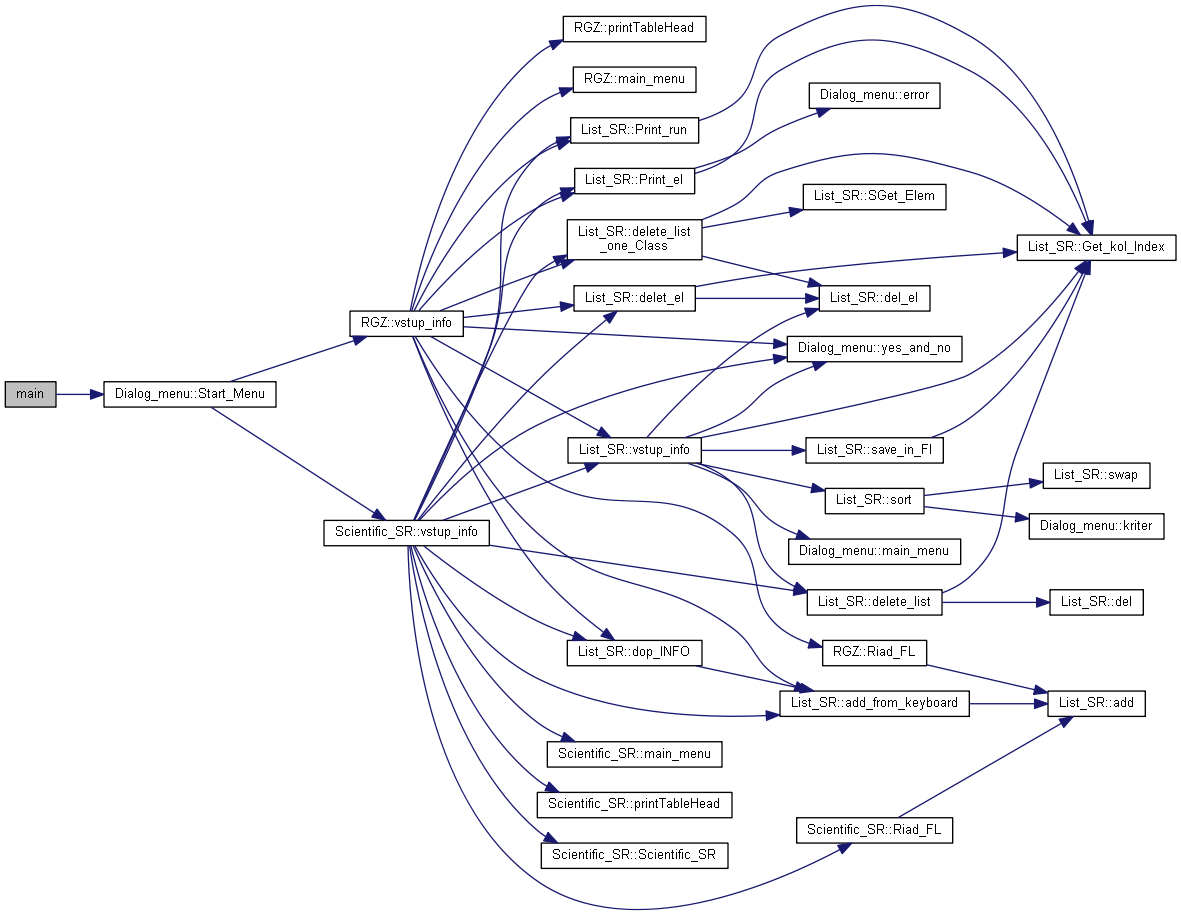 RGZ::printTableHead
RGZ::main_menu
Dialog_menu::error
List_SR::Print_run
List_SR::Print_el
List_SR::SGet_Elem
List_SR::delete_list
_one_Class
List_SR::Get_kol_Index
List_SR::delet_el
List_SR::del_el
RGZ::vstup_info
Dialog_menu::yes_and_no
main
Dialog_menu::Start_Menu
List_SR::vstup_info
List_SR::save_in_Fl
List_SR::swap
List_SR::sort
Scientific_SR::vstup_info
Dialog_menu::kriter
Dialog_menu::main_menu
List_SR::delete_list
List_SR::del
List_SR::dop_INFO
RGZ::Riad_FL
List_SR::add_from_keyboard
List_SR::add
Scientific_SR::main_menu
Scientific_SR::printTableHead
Scientific_SR::Riad_FL
Scientific_SR::Scientific_SR